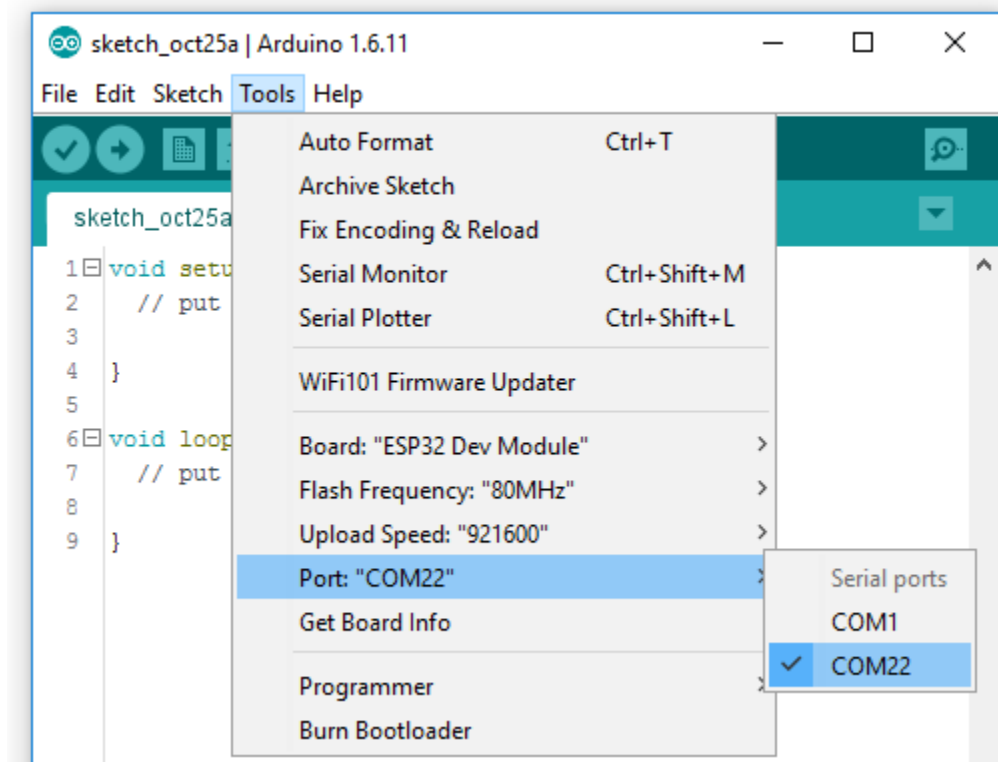 sketch_oct25a | Arduino 1.6.11
File Edit Sketch Tools Help
Auto Format Ctrl+T
Archive Sketch
Fix Encoding & Reload
Serial Monitor Ctrl+Shift+M
Serial Plotter Ctrl+Shift+L
WiFi101 Firmware Updater
Board: "ESP32 Dev Module"
Flash Frequency: "80MHz"
Upload Speed: "921600"
Port: "COM22"
Get Board Info
Programmer
Burn Bootloader
Serial ports
COM1
COM22
sketch_oct25a
1 void setu
2 // put
3
4 }
5
6 void loop
7 // put
8
9 }